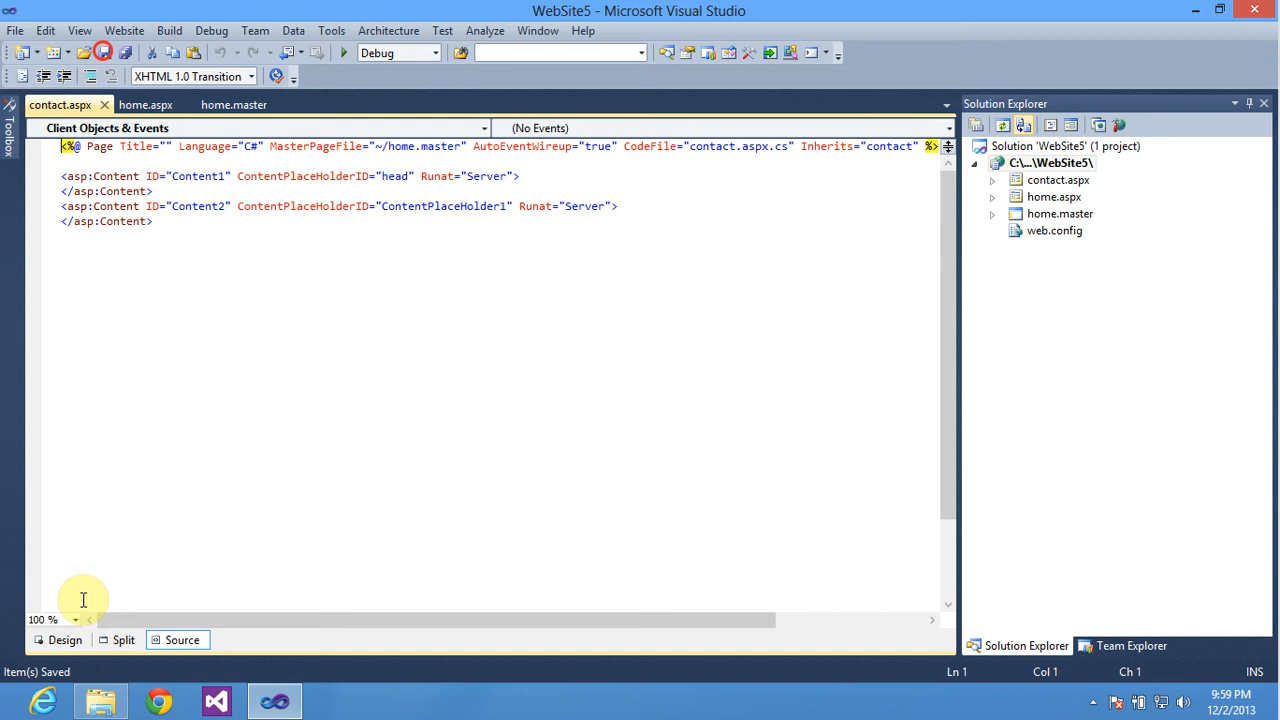 WebSite5 - Microsoft Visual Studio
File Edit View Website Build Debug Team Data Tools Architecture Test Analyze Window Help
Debug
XHTML 1.0 Transition
Toolbox
contact.aspx home.aspx home.master
Client Objects & Events (No Events)
<%@ Page Title="" Language="C#" MasterPageFile="~/home.master" AutoEventWireup="true" CodeFile="contact.aspx.cs" Inherits="contact" %>
<asp:Content ID="Content1" ContentPlaceHolderID="head" Runat="Server">
</asp:Content>
<asp:Content ID="Content2" ContentPlaceHolderID="ContentPlaceHolder1" Runat="Server">
</asp:Content>
100 %
Design Split Source
Solution Explorer
Solution 'WebSite5' (1 project)
C:\...\WebSite5\
contact.aspx
home.aspx
home.master
web.config
Solution Explorer Team Explorer
Item(s) Saved Ln 1 Col 1 Ch 1 INS
9:59 PM
12/2/2013